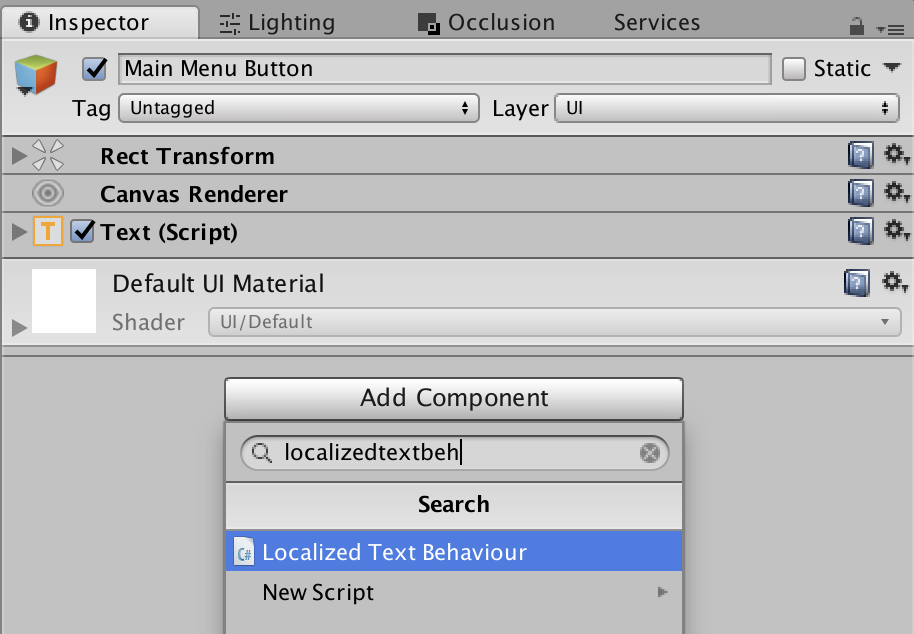 Inspector Lighting Occlusion Services
Main Menu Button Static
Tag Untagged Layer UI
Rect Transform
Canvas Renderer
T Text (Script)
Default UI Material
Shader UI/Default
Add Component
localizedtextbeh
Search
C# Localized Text Behaviour
New Script